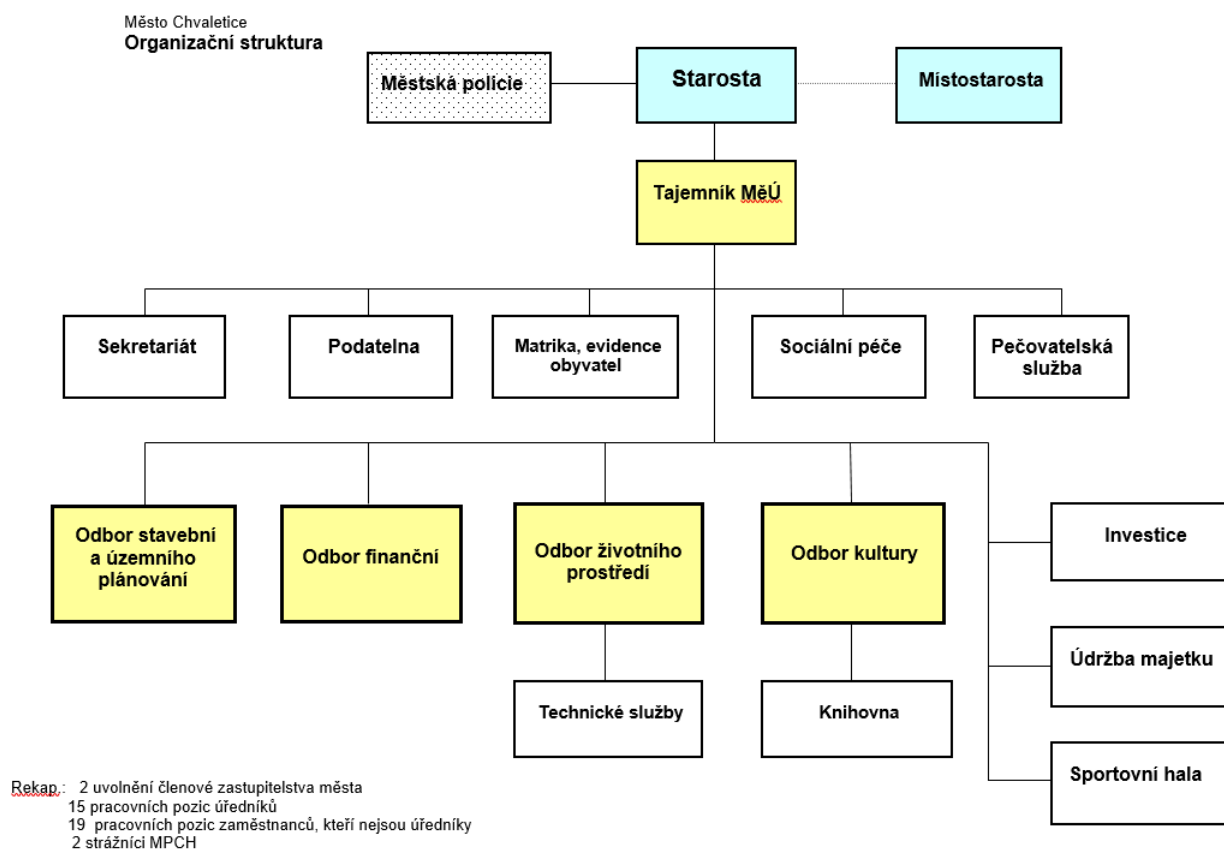 Město Chvaletice
Organizační struktura
Městská policie
Starosta
Místostarosta
Tajemník MěÚ
Sekretariát
Podatelna
Matrika, evidence
obyvatel
Sociální péče
Pečovatelská
služba
Odbor stavební
a územního
plánování
Odbor finanční
Odbor životního
prostředí
Odbor kultury
Investice
Údržba majetku
Technické služby
Knihovna
Sportovní hala
Rekap.: 2 uvolnění členové zastupitelstva města
15 pracovních pozic úředníků
19 pracovních pozic zaměstnanců, kteří nejsou úředníky
2 strážníci MPCH